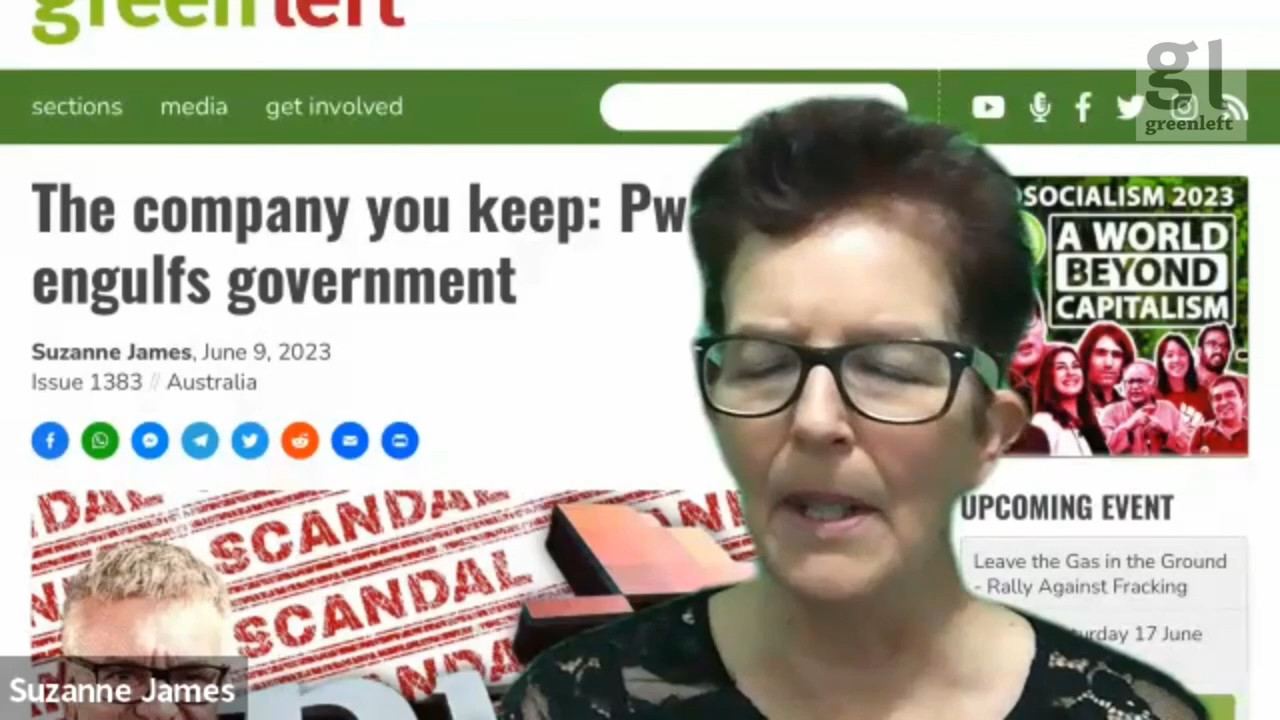 green left
sections media get involved
gl
greenleft
The company you keep: Pw
engulfs government
Suzanne James, June 9, 2023
Issue 1383 // Australia
SOCIALISM 2023
A WORLD
BEYOND
CAPITALISM
SCANDAL
SCANDAL
UPCOMING EVENT
Leave the Gas in the Ground
- Rally Against Fracking
17 June
Suzanne James